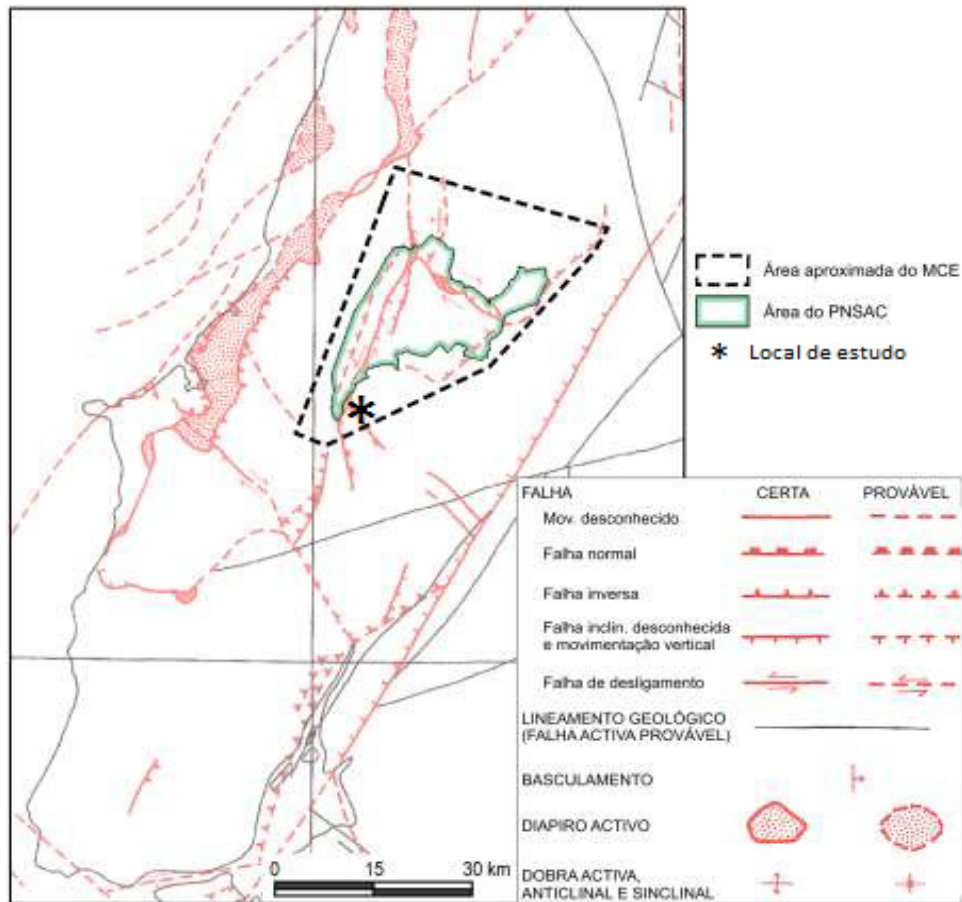 Área aproximada do MCE
Área do PNSAC
* Local de estudo
FALHA CERTA PROVÁVEL
Mov. desconhecido
Falha normal
Falha inversa
Falha inclin. desconhecida
e movimentação vertical
Falha de desligamento
LINEAMENTO GEOLÓGICO
(FALHA ACTIVA PROVÁVEL)
BASCULAMENTO
DIAPIRO ACTIVO
DOBRA ACTIVA,
ANTICLINAL E SINCLINAL
0 15 30 km